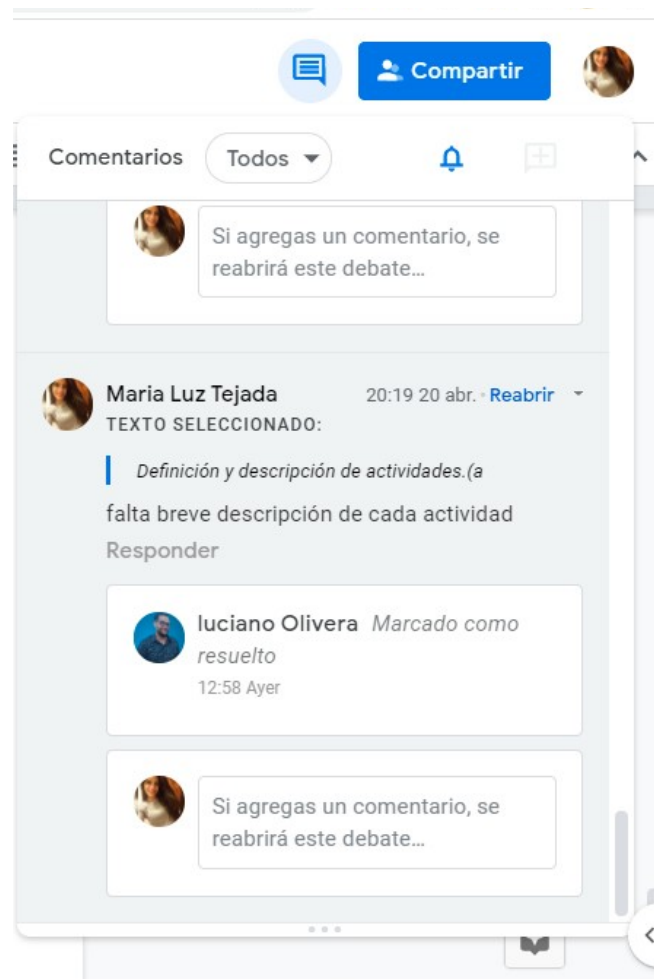 Compartir
Comentarios Todos
Si agregas un comentario, se
reabrirá este debate...
Maria Luz Tejada 20:19 20 abr. • Reabrir
TEXTO SELECCIONADO:
Definición y descripción de actividades.(a
falta breve descripción de cada actividad
Responder
luciano Olivera Marcado como
resuelto
12:58 Ayer
Si agregas un comentario, se
reabrirá este debate...